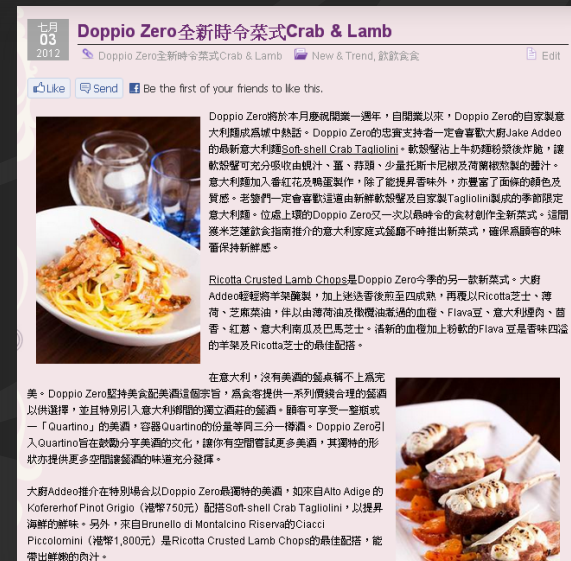 七月
03
2012
Doppio Zero全新時令菜式Crab & Lamb
Doppio Zero全新時令菜式Crab & Lamb New & Trend, 飲飲食食 Edit
Like Send Be the first of your friends to like this.
Doppio Zero將於本月慶祝開業一週年，自開業以來，Doppio Zero的自家製意
大利麵成為城中熱話。Doppio Zero的忠實支持者一定會喜歡大廚Jake Addeo
的最新意大利麵Soft-shell Crab Tagliolini。軟殼蟹沾上牛奶麵粉漿後炸脆，讓
軟殼蟹可充分吸收由蜆汁、薑、蒜頭、少量托斯卡尼椒及荷蘭椒熬製的醬汁。
意大利麵加入番紅花及鴨蛋製作，除了能提昇香味外，亦豐富了面條的顏色及
質感。老饕們一定會喜歡這道由新鮮軟殼蟹及自家製Tagliolini製成的季節限定
意大利麵。位處上環的Doppio Zero又一次以最時令的食材創作全新菜式。這間
獲米芝蓮飲食指南推介的意大利家庭式餐廳不時推出新菜式，確保為顧客的味
蕾保持新鮮感。
Ricotta Crusted Lamb Chops是Doppio Zero今季的另一款新菜式。大廚
Addeo輕輕將羊架醃製，加上迷迭香後煎至四成熟，再覆以Ricotta芝士、薄
荷、芝麻菜油，伴以由薄荷油及橄欖油煮過的血橙、Flava豆、意大利煙肉、茴
香、紅蔥、意大利南瓜及巴馬芝士。清新的血橙加上粉軟的Flava 豆是香味四溢
的羊架及Ricotta芝士的最佳配搭。
在意大利，沒有美酒的餐桌稱不上為完
美。Doppio Zero堅持美食配美酒這個宗旨，為食客提供一系列價錢合理的餐酒
以供選擇，並且特別引入意大利鄉間的獨立酒莊的餐酒。顧客可享受一整瓶或
一「Quartino」的美酒，容器Quartino的份量等同三分一樽酒。Doppio Zero引
入Quartino旨在鼓勵分享美酒的文化，讓你有空間嘗試更多美酒，其獨特的形
狀亦提供更多空間讓餐酒的味道充分發揮。
大廚Addeo推介在特別場合以Doppio Zero最獨特的美酒，如來自Alto Adige 的
Kofererhof Pinot Grigio（港幣750元）配搭Soft-shell Crab Tagliolini，以提昇
海鮮的鮮味。另外，來自Brunello di Montalcino Riserva的Ciacci
Piccolomini（港幣1,800元）是Ricotta Crusted Lamb Chops的最佳配搭，能
帶出鮮嫩的肉汁。